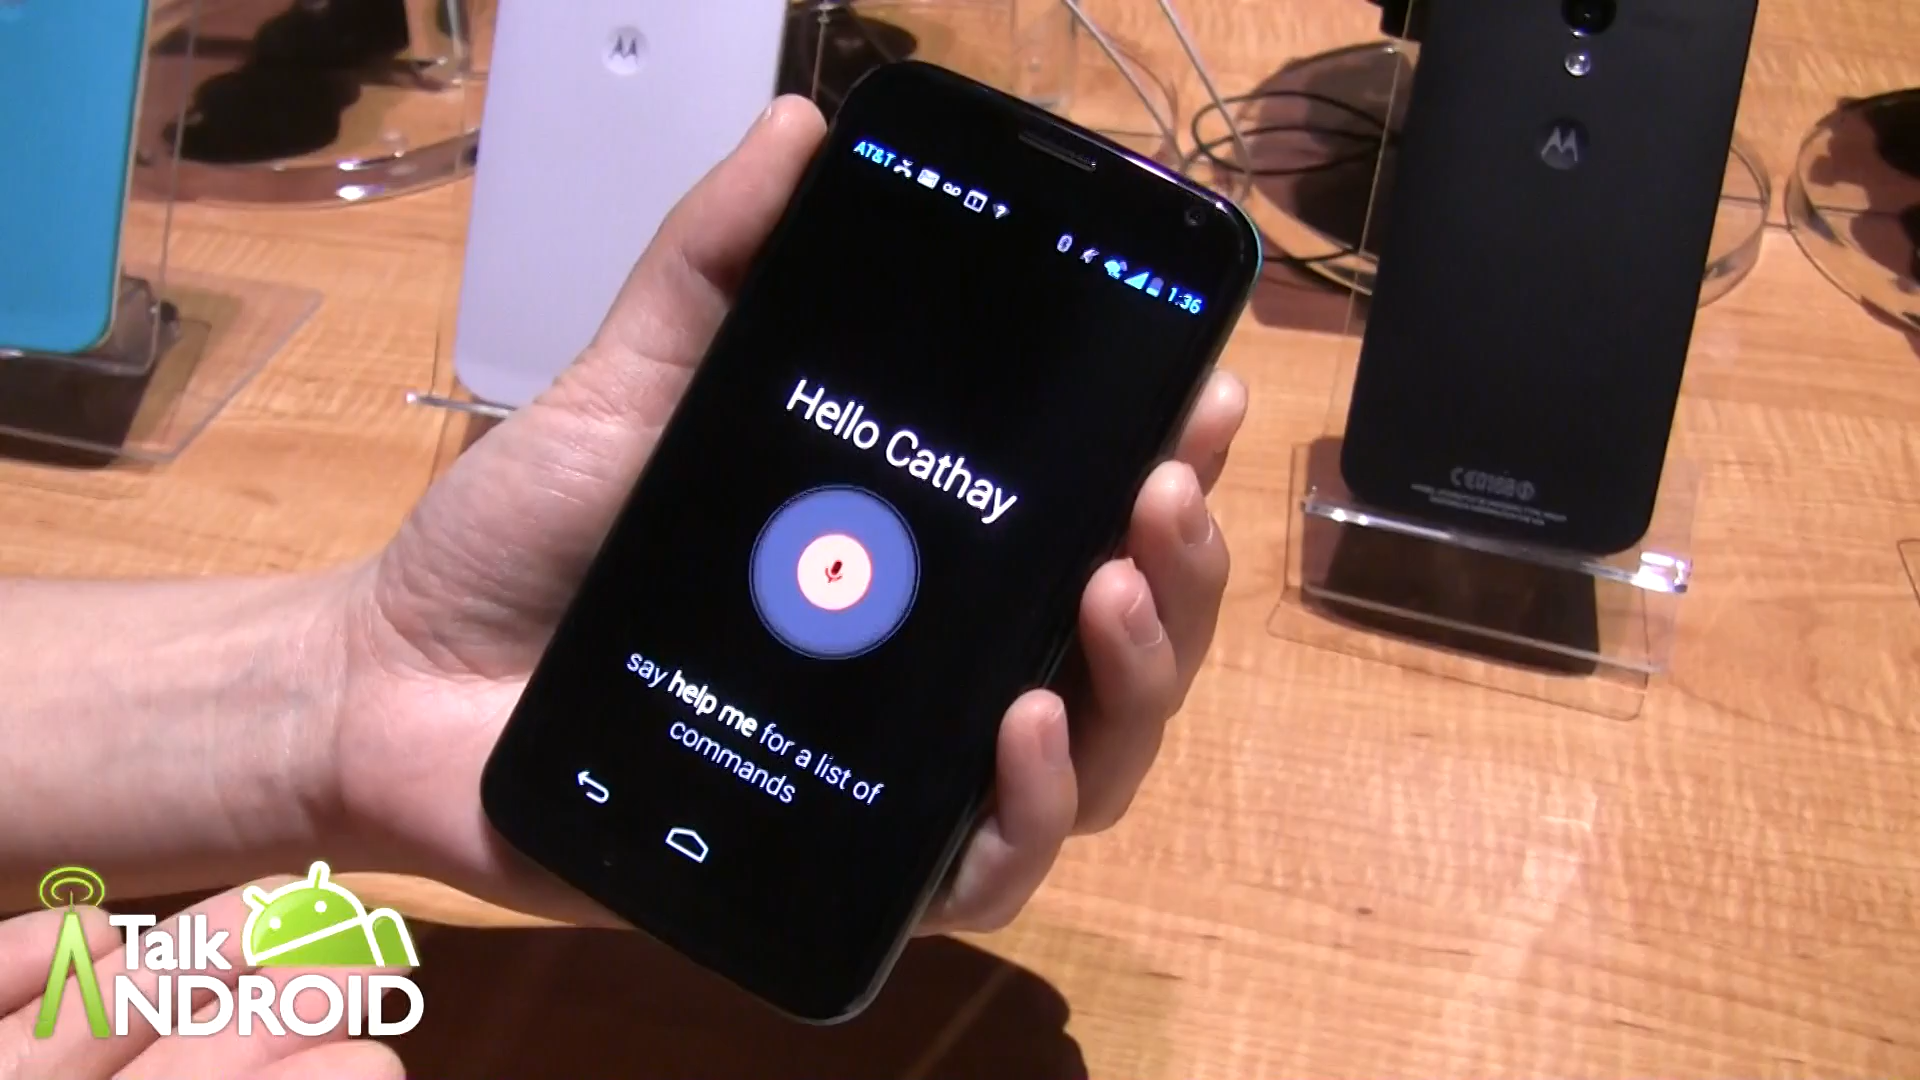 AT&T
1:36
Hello Cathay
say help me for a list of
commands
Talk
ANDROID